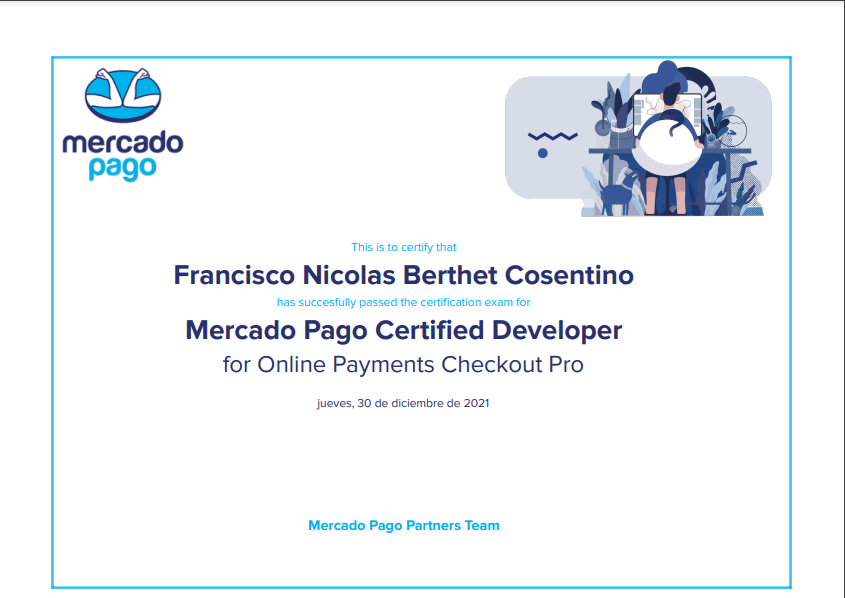 mercado
pago
This is to certify that
Francisco Nicolas Berthet Cosentino
has succesfully passed the certification exam for
Mercado Pago Certified Developer
for Online Payments Checkout Pro
jueves, 30 de diciembre de 2021
Mercado Pago Partners Team